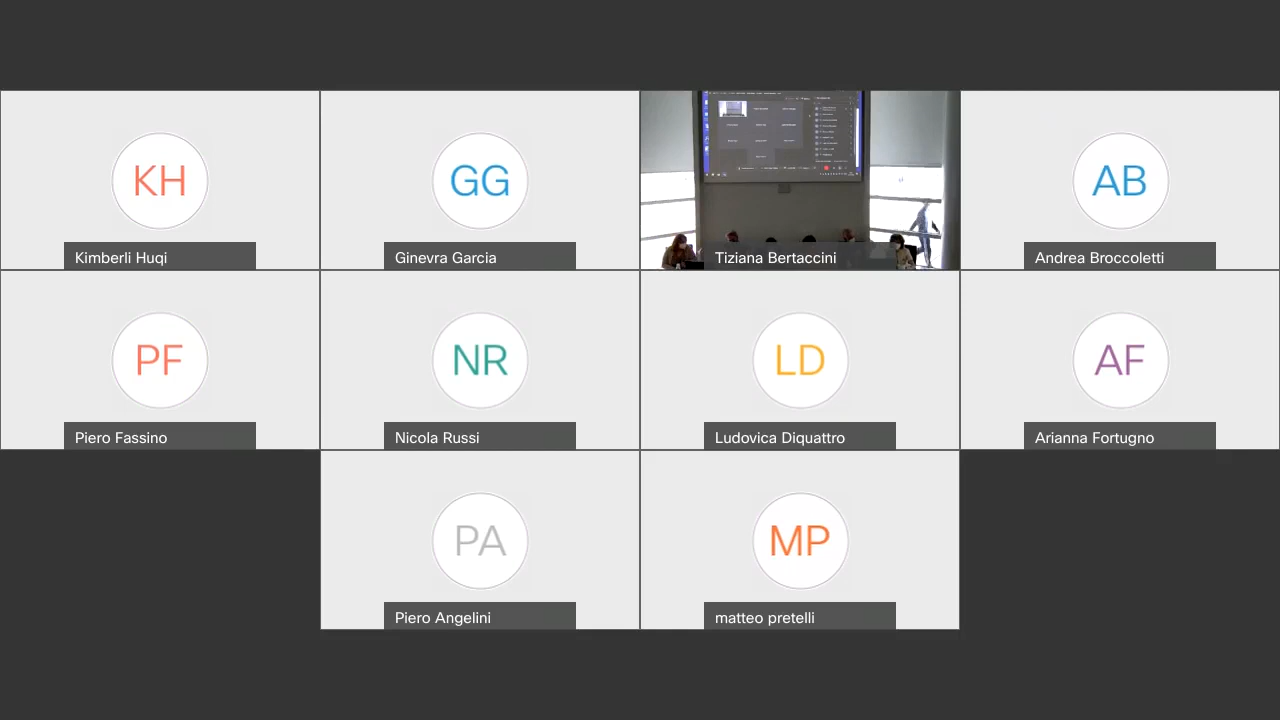 KH
GG
AB
Kimberli Huqi
Ginevra Garcia
Tiziana Bertaccini
Andrea Broccoletti
PF
NR
LD
AF
Piero Fassino
Nicola Russi
Ludovica Diquattro
Arianna Fortugno
PA
MP
Piero Angelini
matteo pretelli